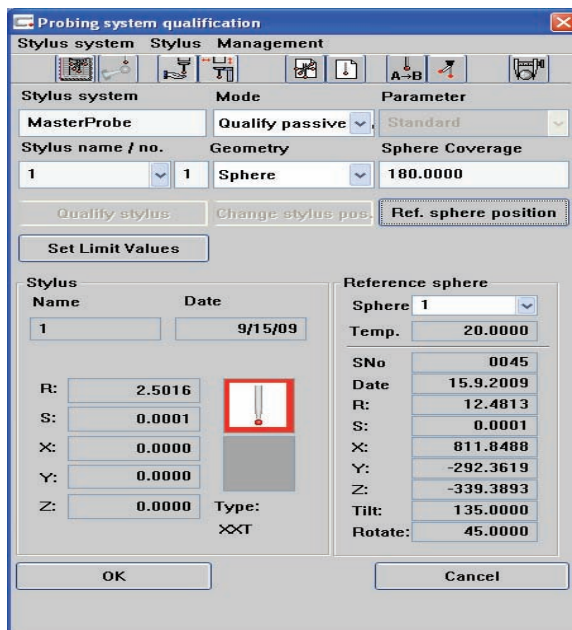 Probing system qualification
Stylus system Stylus Management
A→B
Stylus system Mode Parameter
MasterProbe Qualify passive Standard
Stylus name / no. Geometry Sphere Coverage
1 1 Sphere 180.0000
Qualify stylus Change stylus pos. Ref. sphere position
Set Limit Values
Stylus
Name Date
1 9/15/09
R: 2.5016
S: 0.0001
X: 0.0000
Y: 0.0000
Z: 0.0000 Type:
XXT
Reference sphere
Sphere 1
Temp. 20.0000
SNo 0045
Date 15.9.2009
R: 12.4813
S: 0.0001
X: 811.8488
Y: -292.3619
Z: -339.3893
Tilt: 135.0000
Rotate: 45.0000
OK Cancel